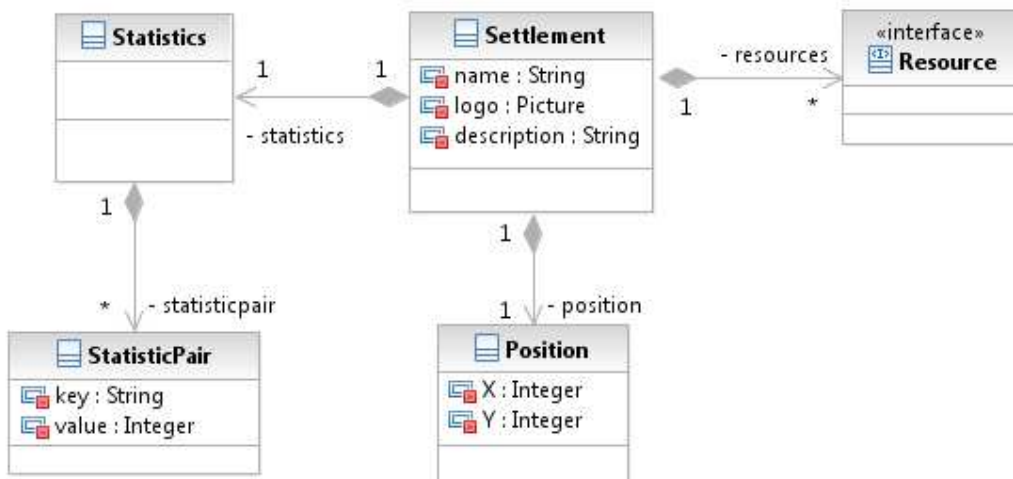 Statistics
1
1
- statistics
Settlement
name : String
logo : Picture
description : String
- resources
1
*
«interface»
Resource
1
*
- statisticpair
StatisticPair
key : String
value : Integer
1
1
- position
Position
X : Integer
Y : Integer